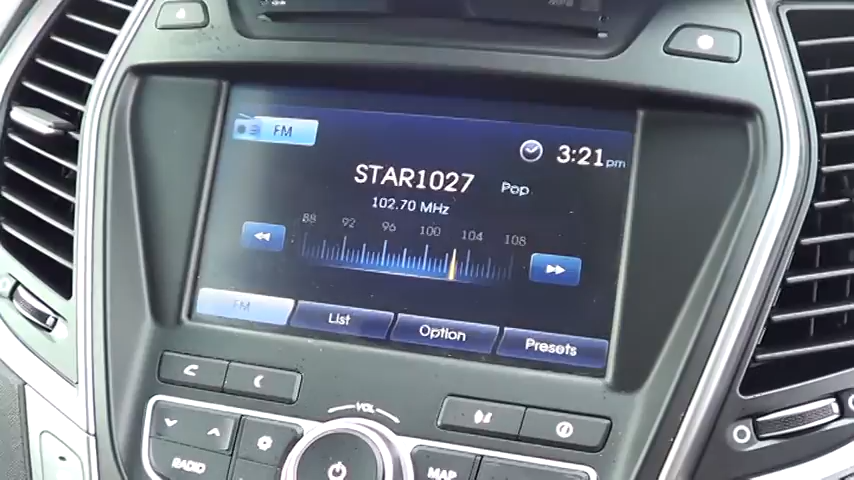 FM
3:21 pm
STAR1027
Pop
102.70 MHz
88 92 96 100 104 108
FM
List
Option
Presets
VOL
RADIO
MAP